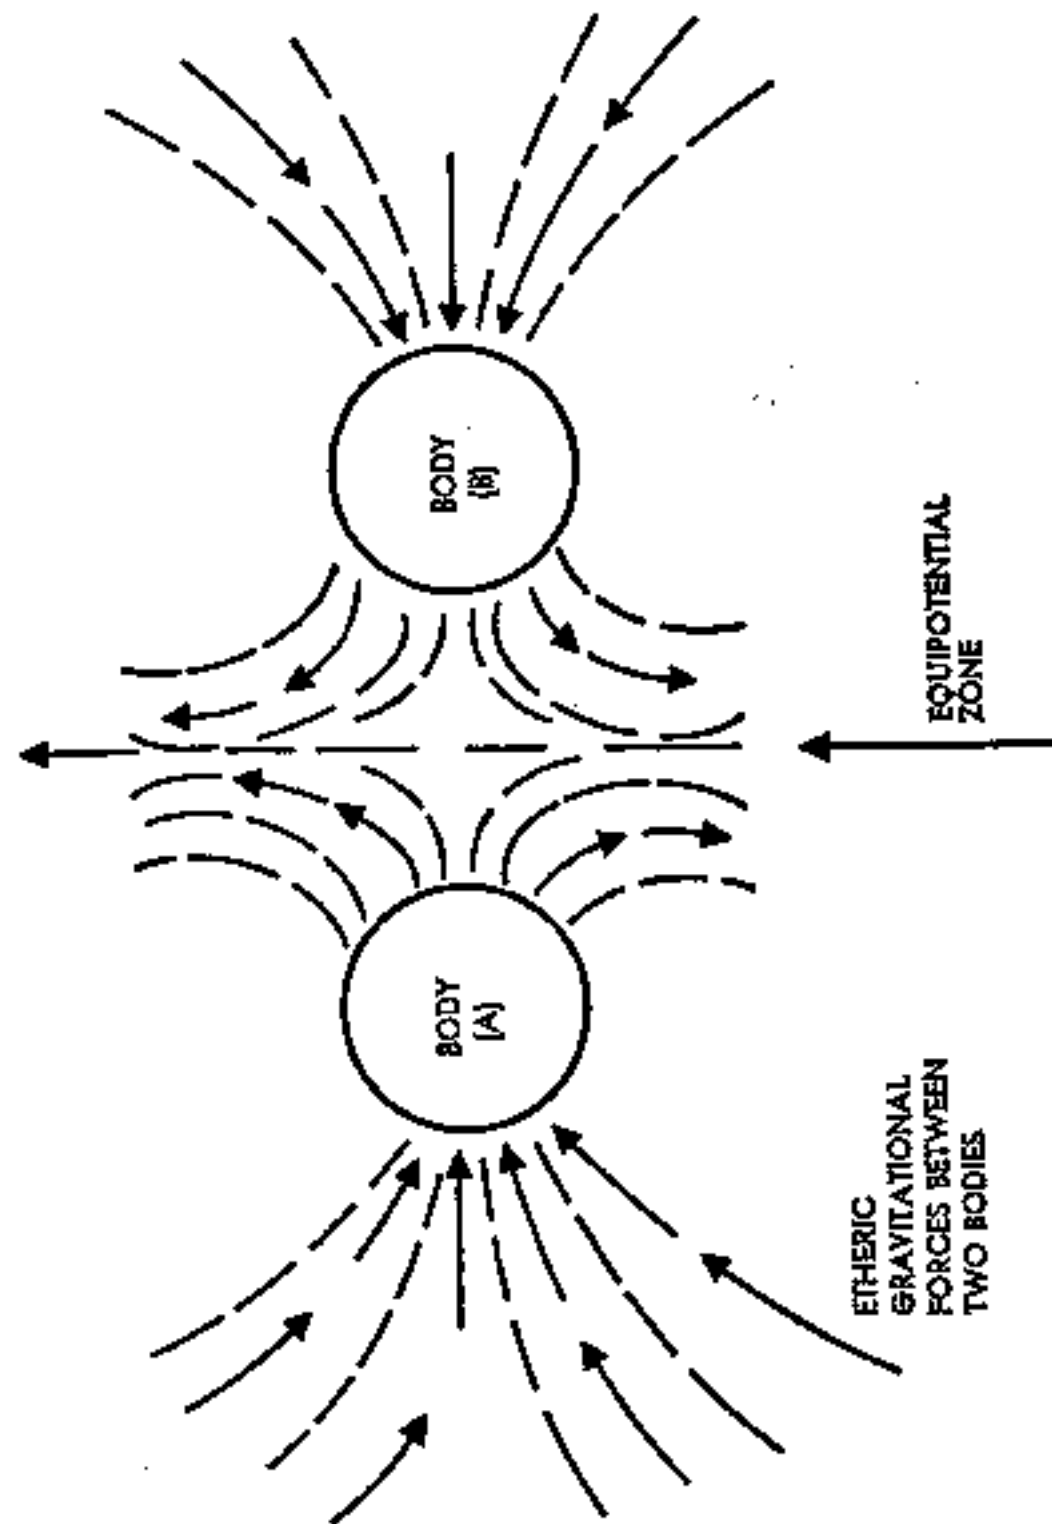 BODY
(A)
BODY
(B)
ETHERIC
GRAVITATIONAL
FORCES BETWEEN
TWO BODIES
EQUIPOTENTIAL
ZONE